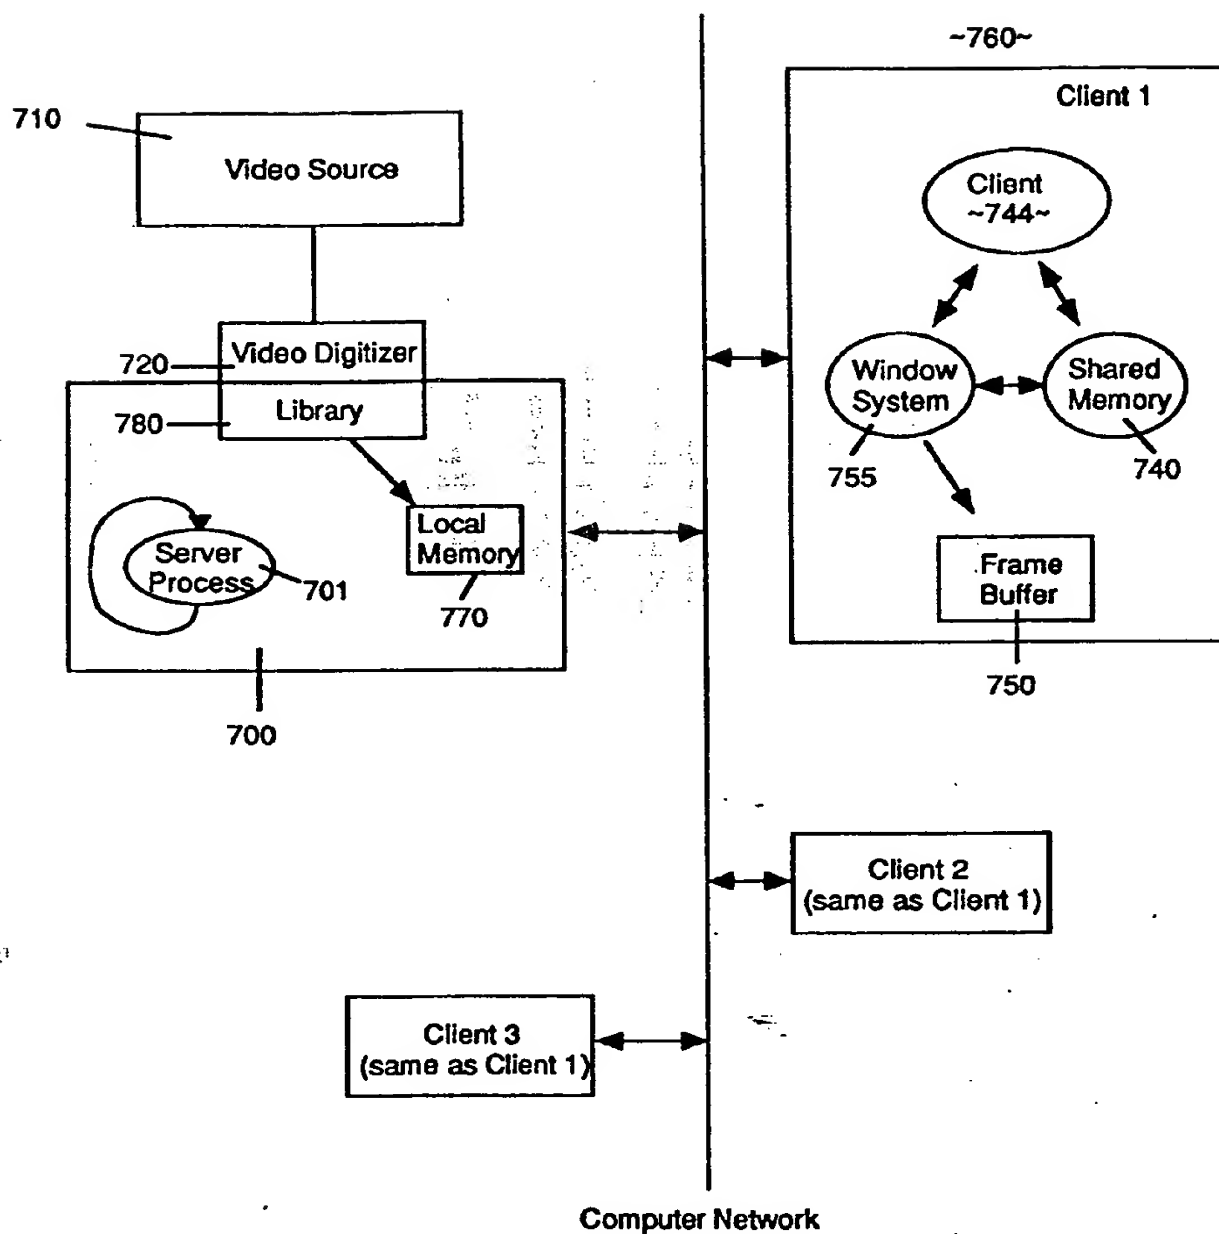 ~760~
Client 1
710
Video Source
Client
~744~
720
Video Digitizer
780
Library
Window
System
Shared
Memory
755
740
Local
Memory
Server
Process
701
770
Frame
Buffer
750
700
Client 2
(same as Client 1)
Client 3
(same as Client 1)
Computer Network